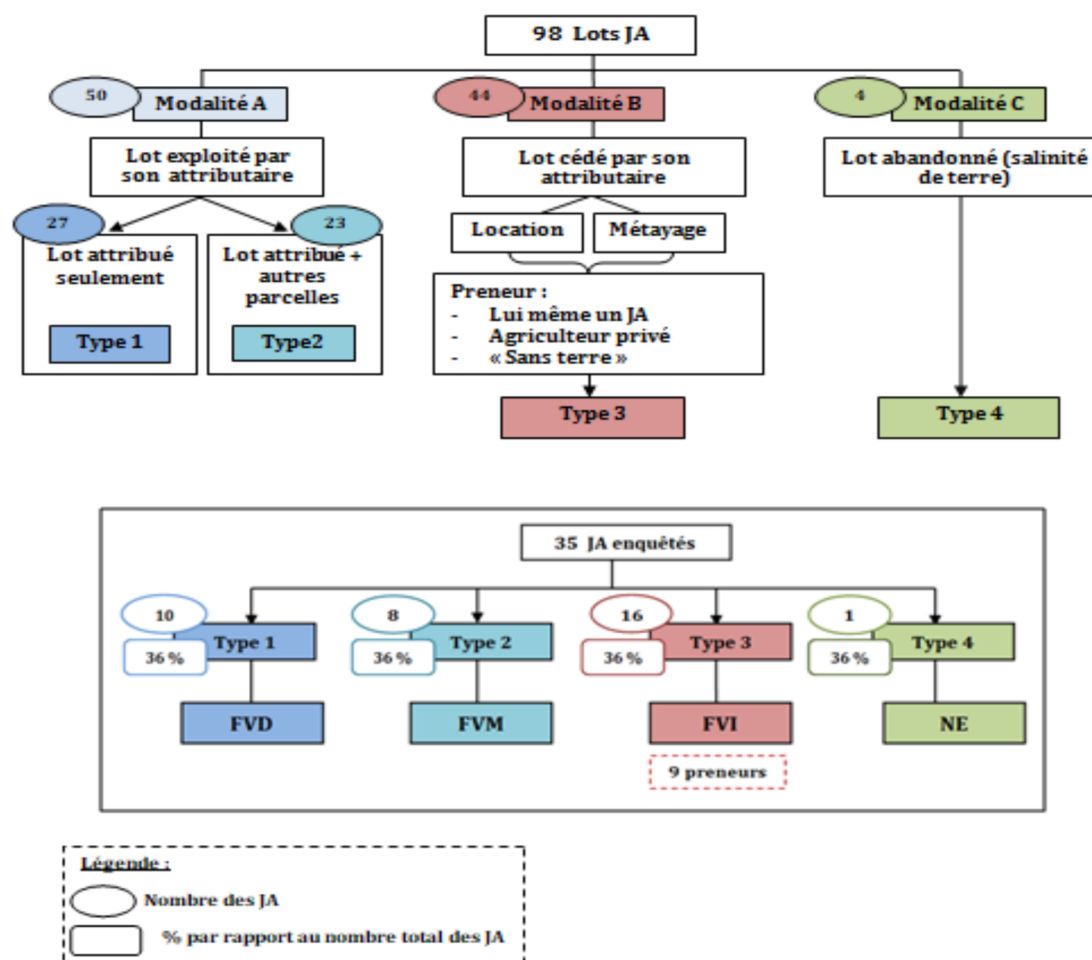 98 Lots JA
50
Modalité A
44
Modalité B
4
Modalité C
Lot exploité par
son attributaire
Lot cédé par son
attributaire
Lot abandonné (salinité
de terre)
27
23
Location
Métayage
Lot attribué
seulement
Lot attribué +
autres
parcelles
Type 1
Type2
Preneur :
- Lui même un JA
- Agriculteur privé
- « Sans terre »
Type 3
Type 4
35 JA enquêtés
10
8
16
1
Type 1
Type 2
Type 3
Type 4
36 %
36 %
36 %
36 %
FVD
FVM
FVI
NE
9 preneurs
Légende :
Nombre des JA
% par rapport au nombre total des JA